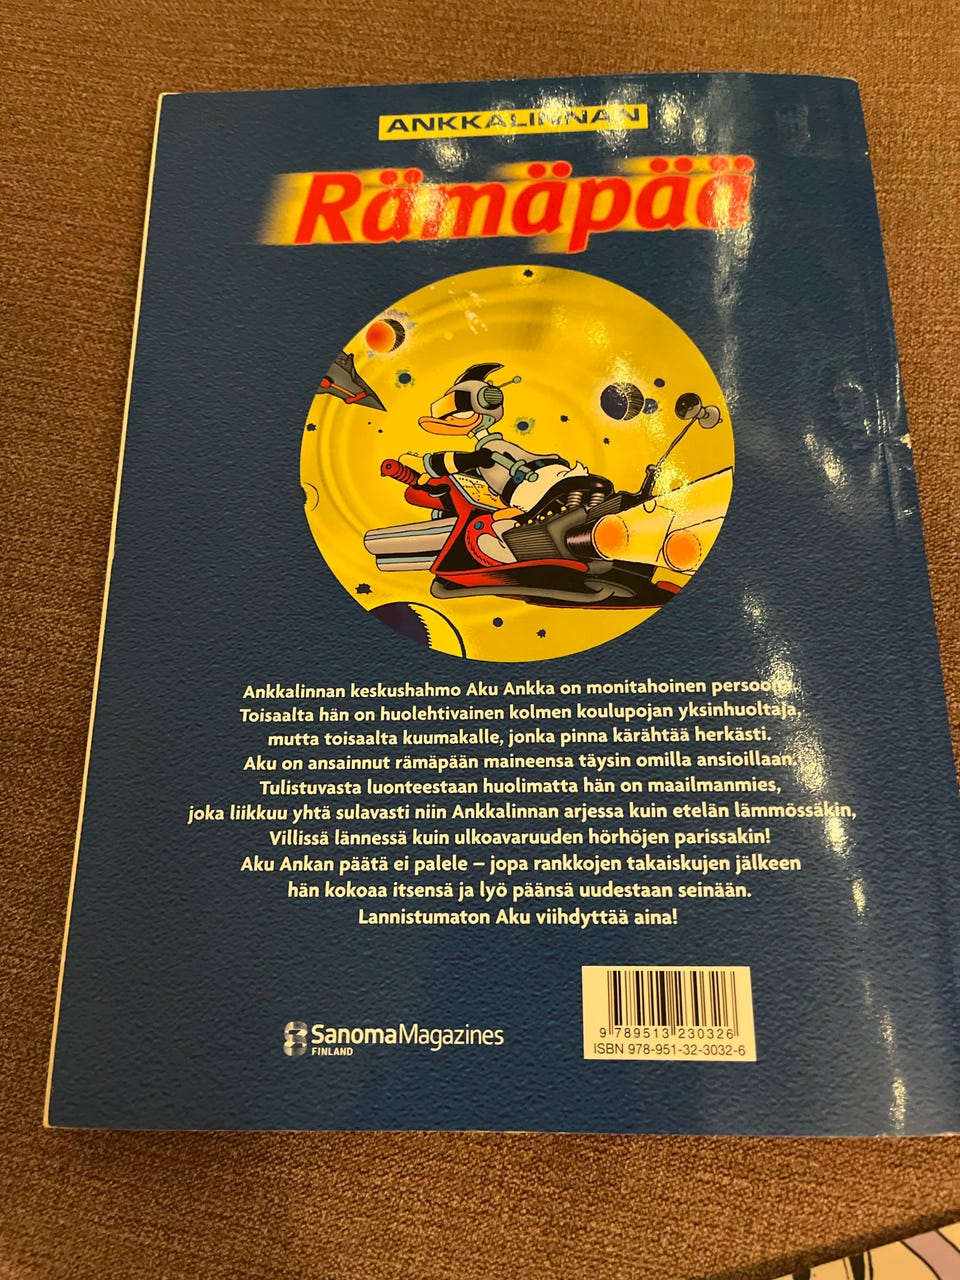 ANKKALINNAN
Rämäpää
Ankkalinnan keskushahmo Aku Ankka on monitahoinen persoona.
Toisaalta hän on huolehtivainen kolmen koulupojan yksinhuoltaja,
mutta toisaalta kuumakalle, jonka pinna kärähtää herkästi.
Aku on ansainnut rämäpään maineensa täysin omilla ansioillaan.
Tulistuvasta luonteestaan huolimatta hän on maailmanmies,
joka liikkuu yhtä sulavasti niin Ankkalinnan arjessa kuin etelän lämmössäkin,
Villissä lännessä kuin ulkoavaruuden hörhöjen parissakin!
Aku Ankan päätä ei palele – jopa rankkojen takaiskujen jälkeen
hän kokoaa itsensä ja lyö päänsä uudestaan seinään.
Lannistumaton Aku viihdyttää aina!
SanomaMagazines
FINLAND
9 789513 230326
ISBN 978-951-32-3032-6